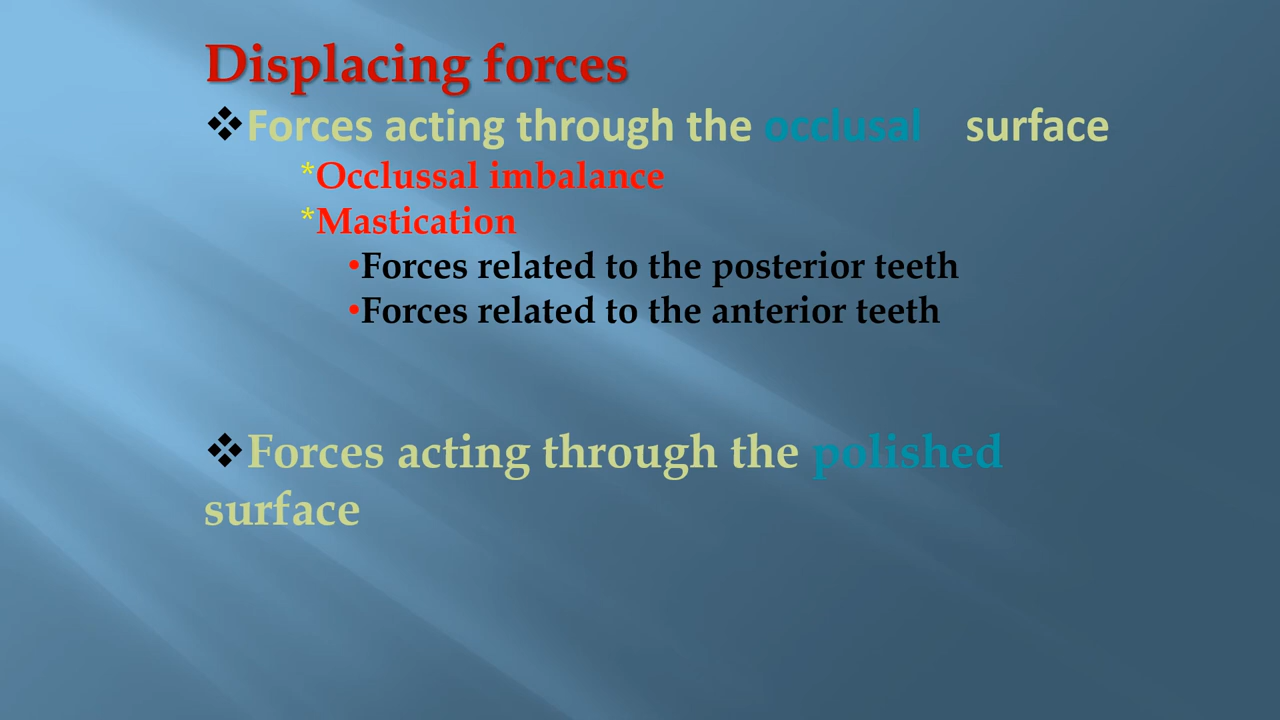 Displacing forces
❖Forces acting through the occlusal surface
*Occlussal imbalance
*Mastication
•Forces related to the posterior teeth
•Forces related to the anterior teeth
❖Forces acting through the polished
surface